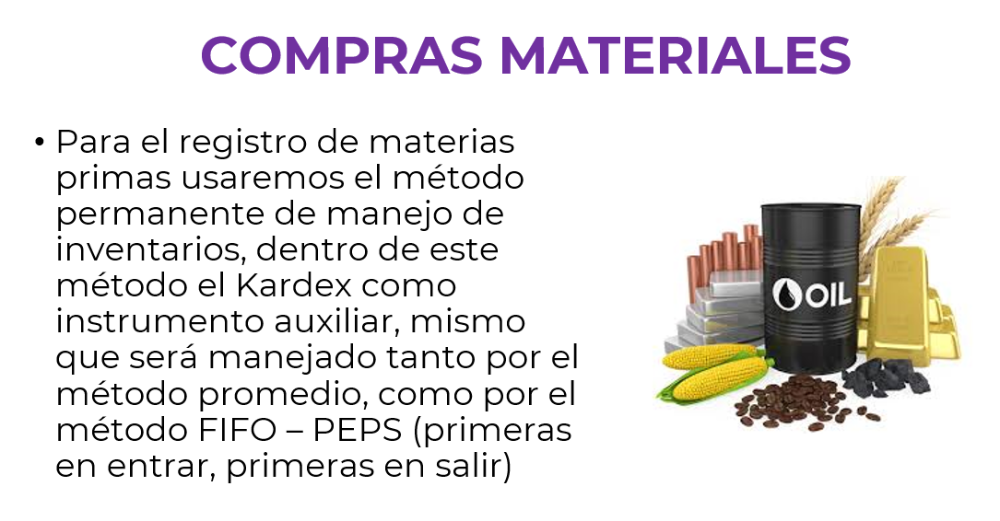 COMPRAS MATERIALES
• Para el registro de materias
primas usaremos el método
permanente de manejo de
inventarios, dentro de este
método el Kardex como
instrumento auxiliar, mismo
que será manejado tanto por el
método promedio, como por el
método FIFO – PEPS (primeras
en entrar, primeras en salir)
OIL